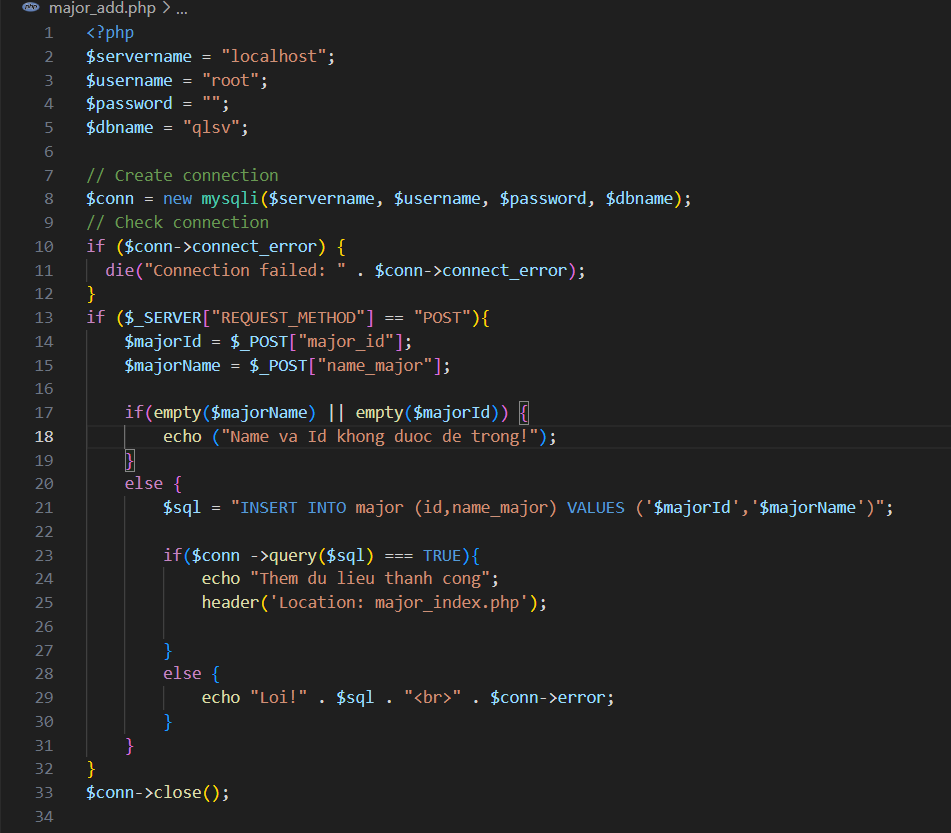 major_add.php > ...
1 <?php
2 $servername = "localhost";
3 $username = "root";
4 $password = "";
5 $dbname = "qlsv";
6
7 // Create connection
8 $conn = new mysqli($servername, $username, $password, $dbname);
9 // Check connection
10 if ($conn->connect_error) {
11   die("Connection failed: " . $conn->connect_error);
12 }
13 if ($_SERVER["REQUEST_METHOD"] == "POST"){
14     $majorId = $_POST["major_id"];
15     $majorName = $_POST["name_major"];
16
17     if(empty($majorName) || empty($majorId)) {
18         echo ("Name va Id khong duoc de trong!");
19     }
20     else {
21         $sql = "INSERT INTO major (id,name_major) VALUES ('$majorId','$majorName')";
22
23         if($conn ->query($sql) === TRUE){
24             echo "Them du lieu thanh cong";
25             header('Location: major_index.php');
26
27         }
28         else {
29             echo "Loi!" . $sql . "<br>" . $conn->error;
30         }
31     }
32 }
33 $conn->close();
34